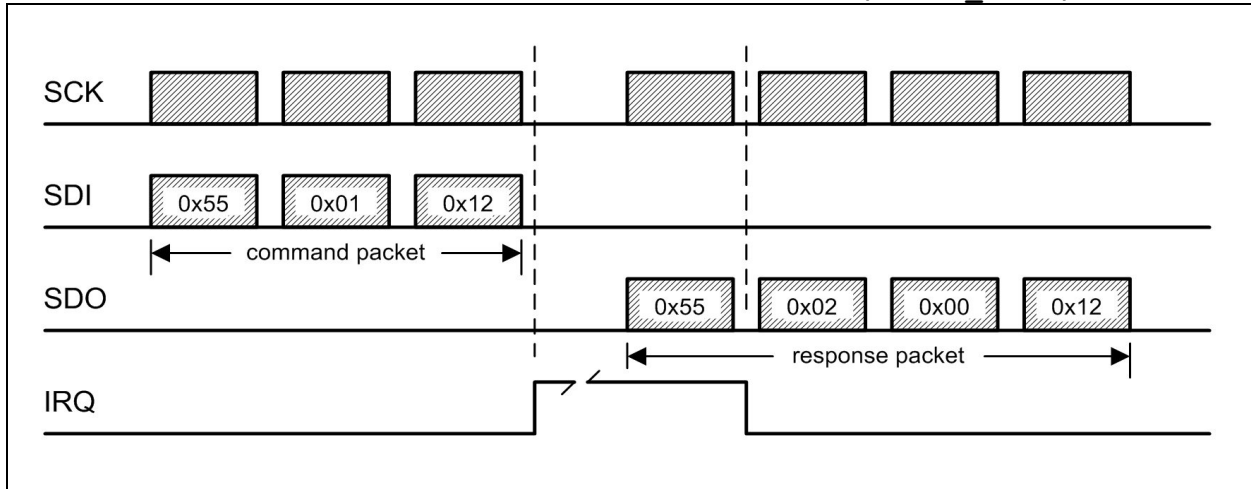 SCK
SDI
0x55 0x01 0x12
command packet
SDO
0x55 0x02 0x00 0x12
response packet
IRQ